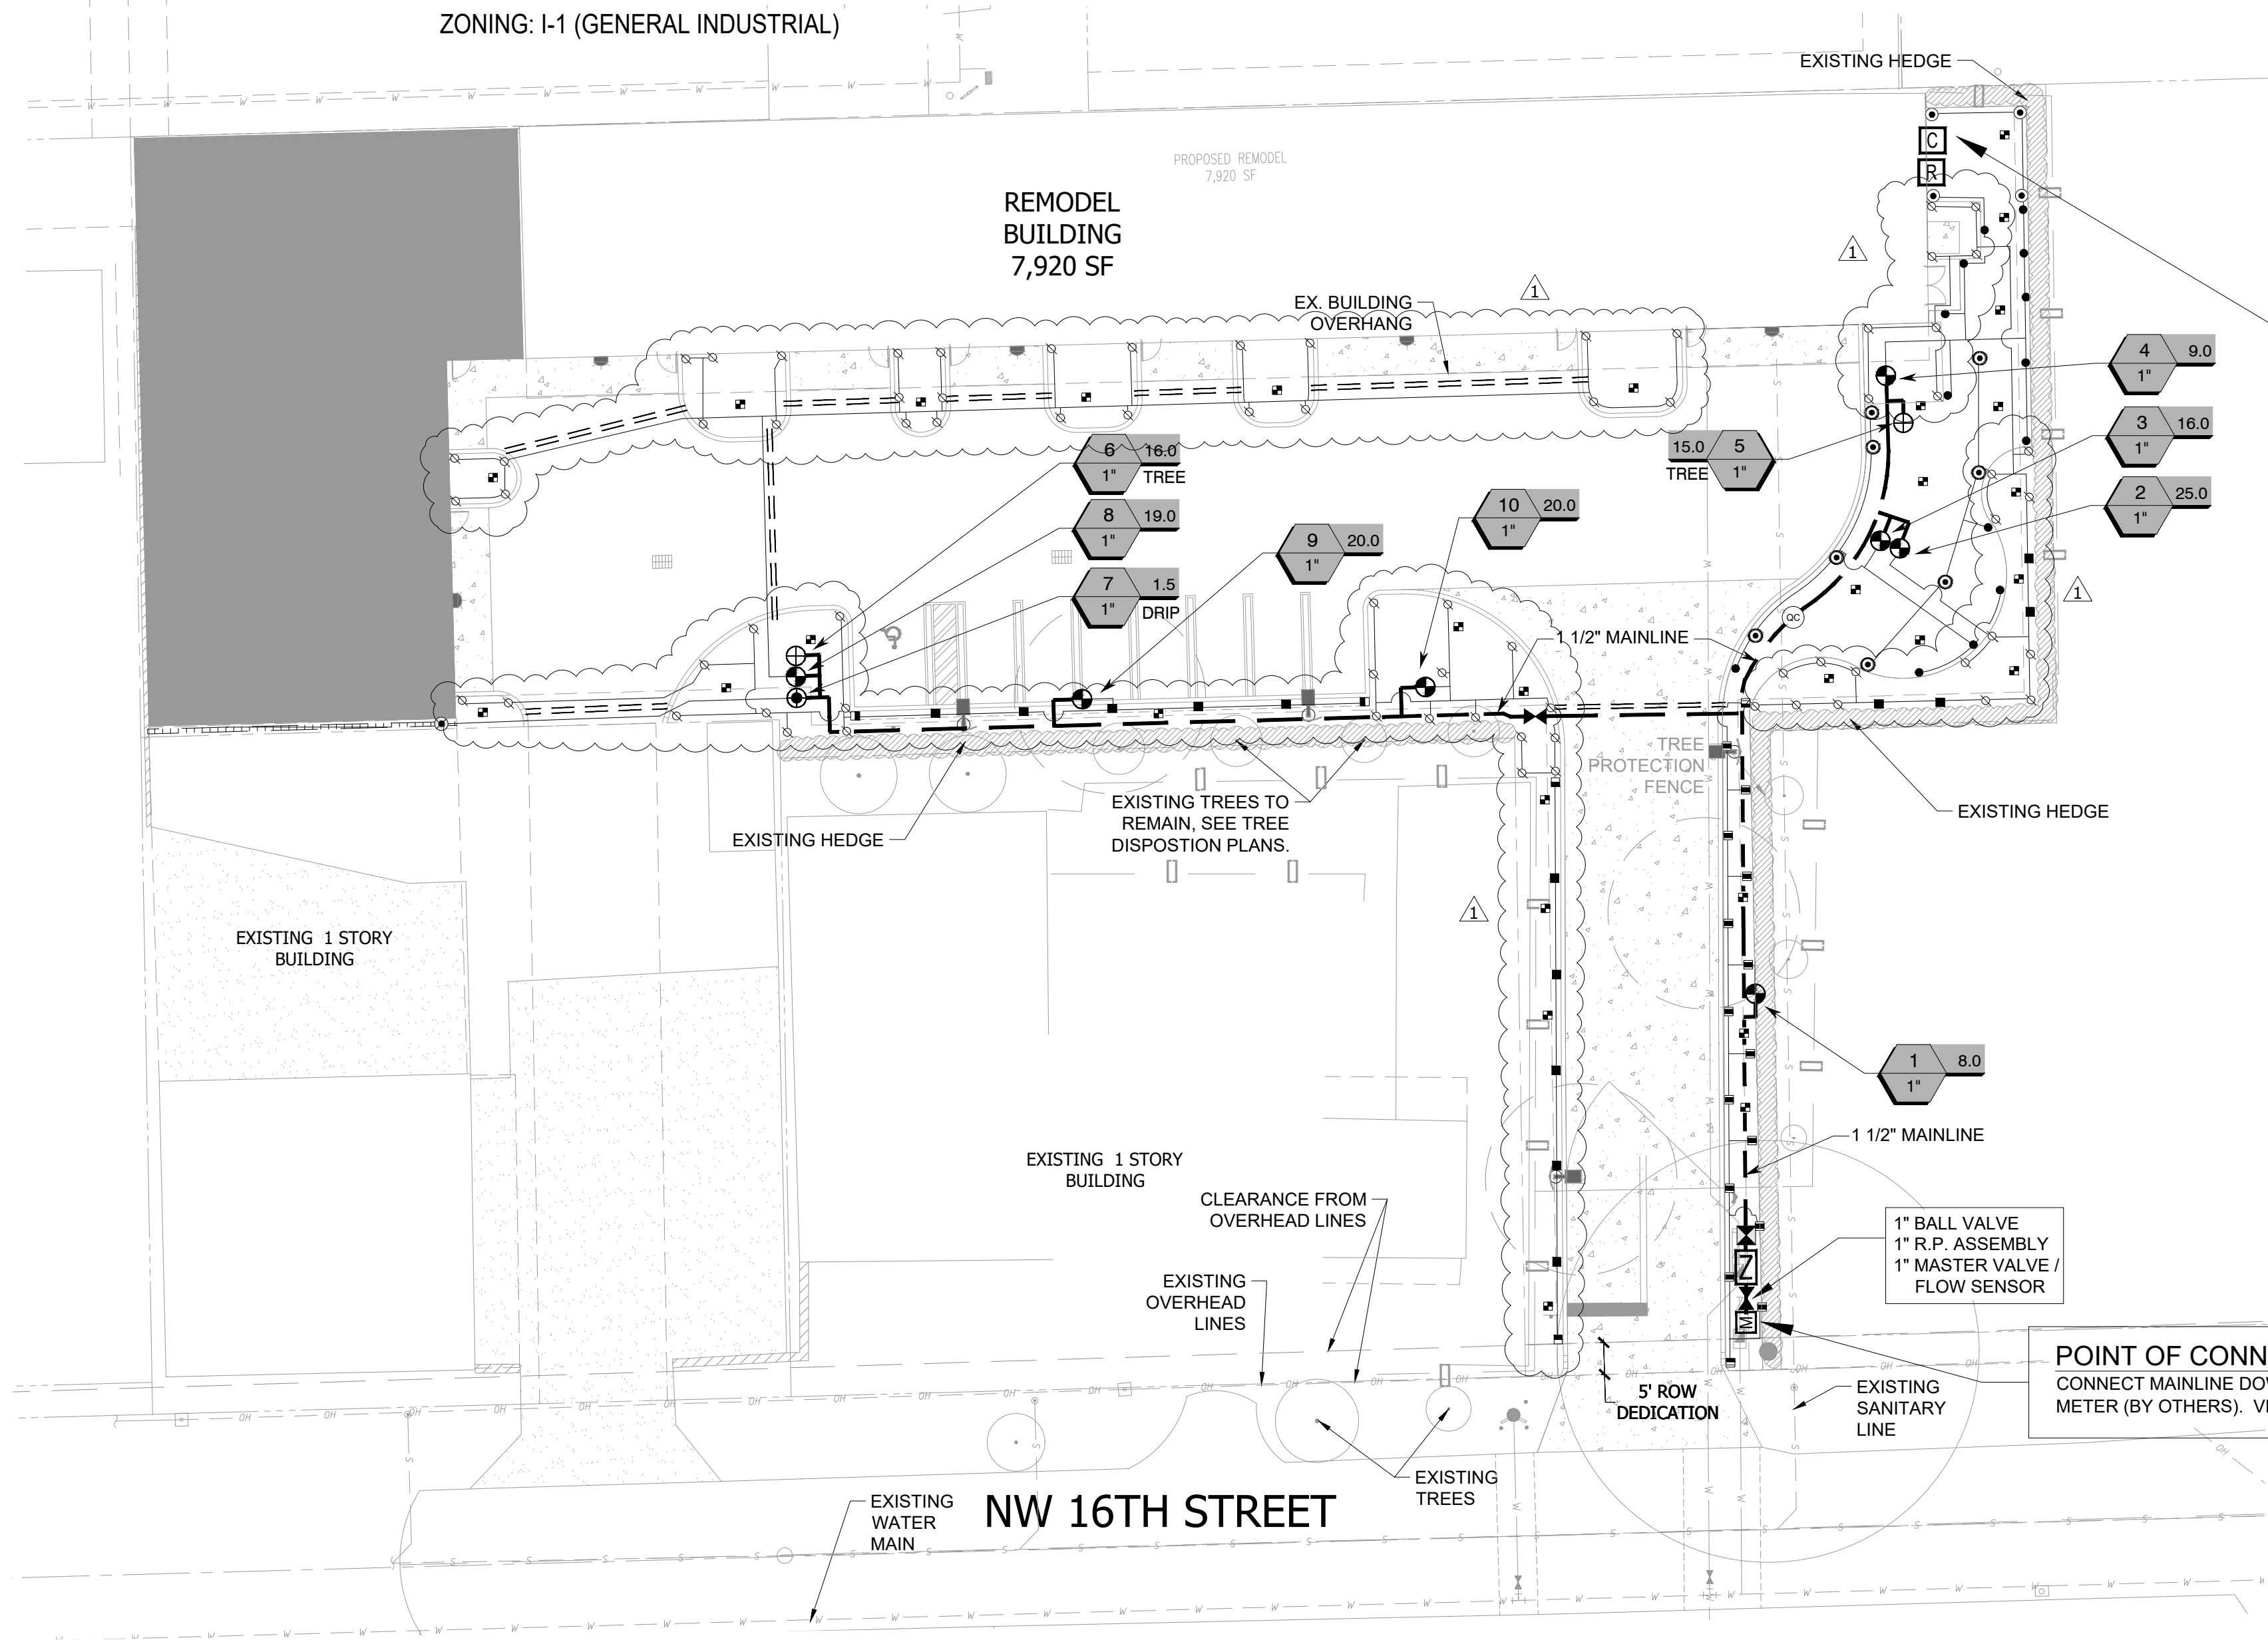 ZONING: I-1 (GENERAL INDUSTRIAL)
EXISTING HEDGE
C
R
PROPOSED REMODEL
7,920 SF
REMODEL
BUILDING
7,920 SF
1
1
EX. BUILDING
OVERHANG
4 9.0
1"
3 16.0
1"
2 25.0
1"
15.0 5
TREE 1"
6 16.0
1" TREE
8 19.0
1"
7 1.5
1" DRIP
9 20.0
1"
10 20.0
1"
1
QC
1 1/2" MAINLINE
TREE
PROTECTION
FENCE
EXISTING HEDGE
EXISTING TREES TO
REMAIN, SEE TREE
DISPOSTION PLANS.
EXISTING HEDGE
1
EXISTING 1 STORY
BUILDING
1 8.0
1"
1 1/2" MAINLINE
EXISTING 1 STORY
BUILDING
CLEARANCE FROM
OVERHEAD LINES
EXISTING
OVERHEAD
LINES
1" BALL VALVE
1" R.P. ASSEMBLY
1" MASTER VALVE /
FLOW SENSOR
Z
M
POINT OF CONN
CONNECT MAINLINE DO
METER (BY OTHERS).
5' ROW
DEDICATION
EXISTING
SANITARY
LINE
EXISTING
TREES
EXISTING
WATER
MAIN
NW 16TH STREET